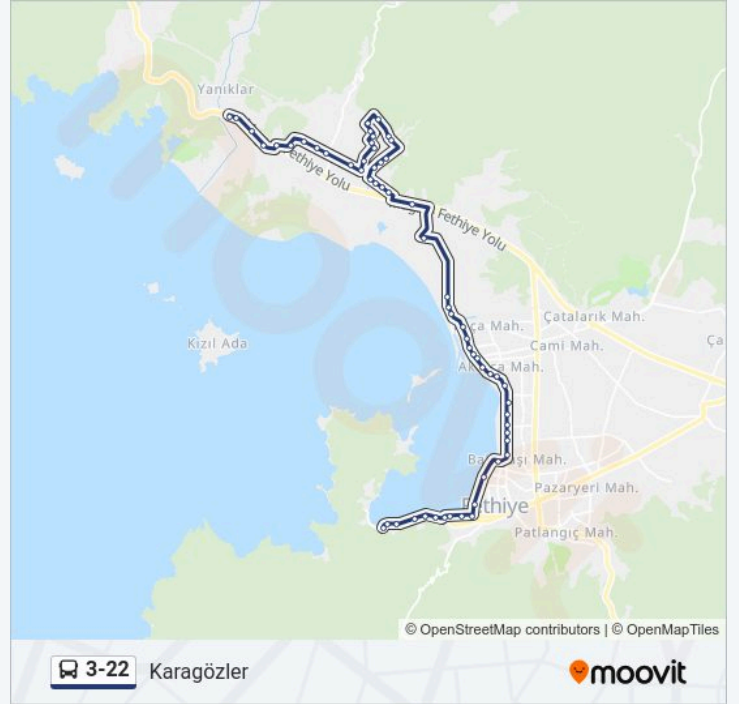 Yanıklar
Fethiye Yolu
Fethiye Yolu
Çatalarık Mah.
Cami Mah.
Kızıl Ada
Pazaryeri Mah.
Fethiye
Patlangıç Mah.
© OpenStreetMap contributors | © OpenMapTiles
3-22 Karagözler
moovit